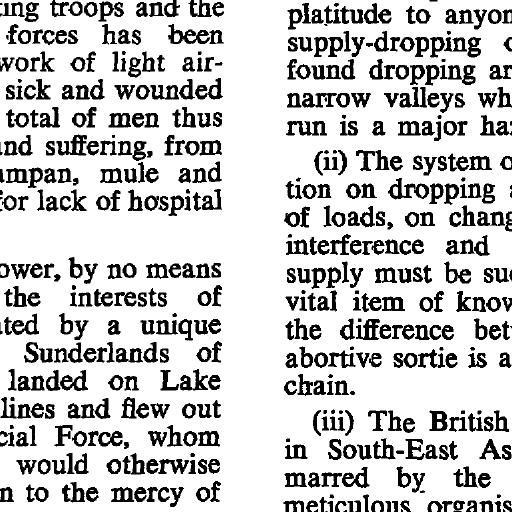 ting troops and the
forces has been
work of light air-
sick and wounded
total of men thus
and suffering, from
ampan, mule and
for lack of hospital
ower, by no means
the interests of
ated by a unique
Sunderlands of
landed on Lake
lines and flew out
cial Force, whom
would otherwise
n to the mercy of
platitude to anyon
supply-dropping
found dropping ar
narrow valleys wh
run is a major haz
(ii) The system o
tion on dropping
of loads, on chang
interference and
supply must be suc
vital item of know
the difference bet
abortive sortie is a
chain.
(iii) The British
in South-East As
marred by the
meticulous organis